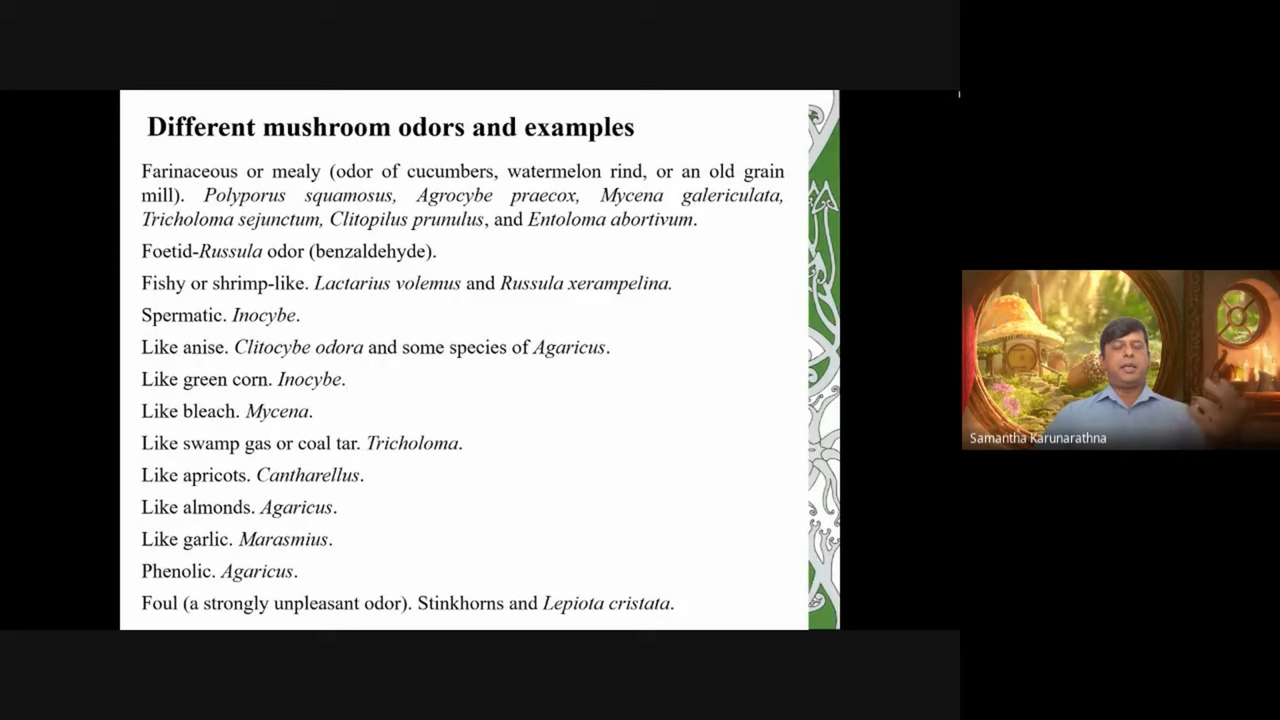 Different mushroom odors and examples
Farinaceous or mealy (odor of cucumbers, watermelon rind, or an old grain
mill). Polyporus squamosus, Agrocybe praecox, Mycena galericulata,
Tricholoma sejunctum, Clitopilus prunulus, and Entoloma abortivum.
Foetid-Russula odor (benzaldehyde).
Fishy or shrimp-like. Lactarius volemus and Russula xerampelina.
Spermatic. Inocybe.
Like anise. Clitocybe odora and some species of Agaricus.
Like green corn. Inocybe.
Like bleach. Mycena.
Like swamp gas or coal tar. Tricholoma.
Like apricots. Cantharellus.
Like almonds. Agaricus.
Like garlic. Marasmius.
Phenolic. Agaricus.
Foul (a strongly unpleasant odor). Stinkhorns and Lepiota cristata.
Samantha Karunarathna